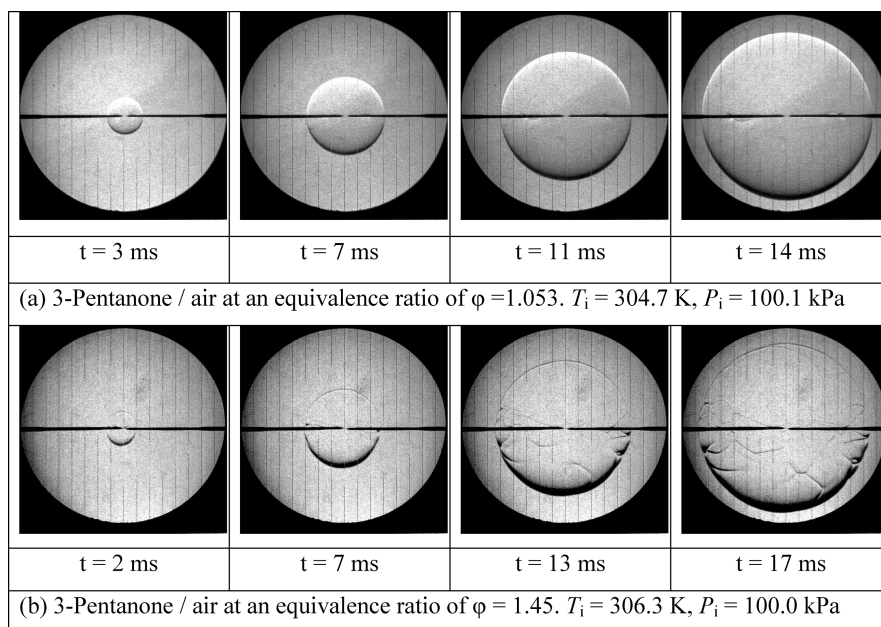 t = 3 ms
t = 7 ms
t = 11 ms
t = 14 ms
(a) 3-Pentanone / air at an equivalence ratio of φ =1.053. Tᵢ = 304.7 K, Pᵢ = 100.1 kPa
t = 2 ms
t = 7 ms
t = 13 ms
t = 17 ms
(b) 3-Pentanone / air at an equivalence ratio of φ = 1.45. Tᵢ = 306.3 K, Pᵢ = 100.0 kPa